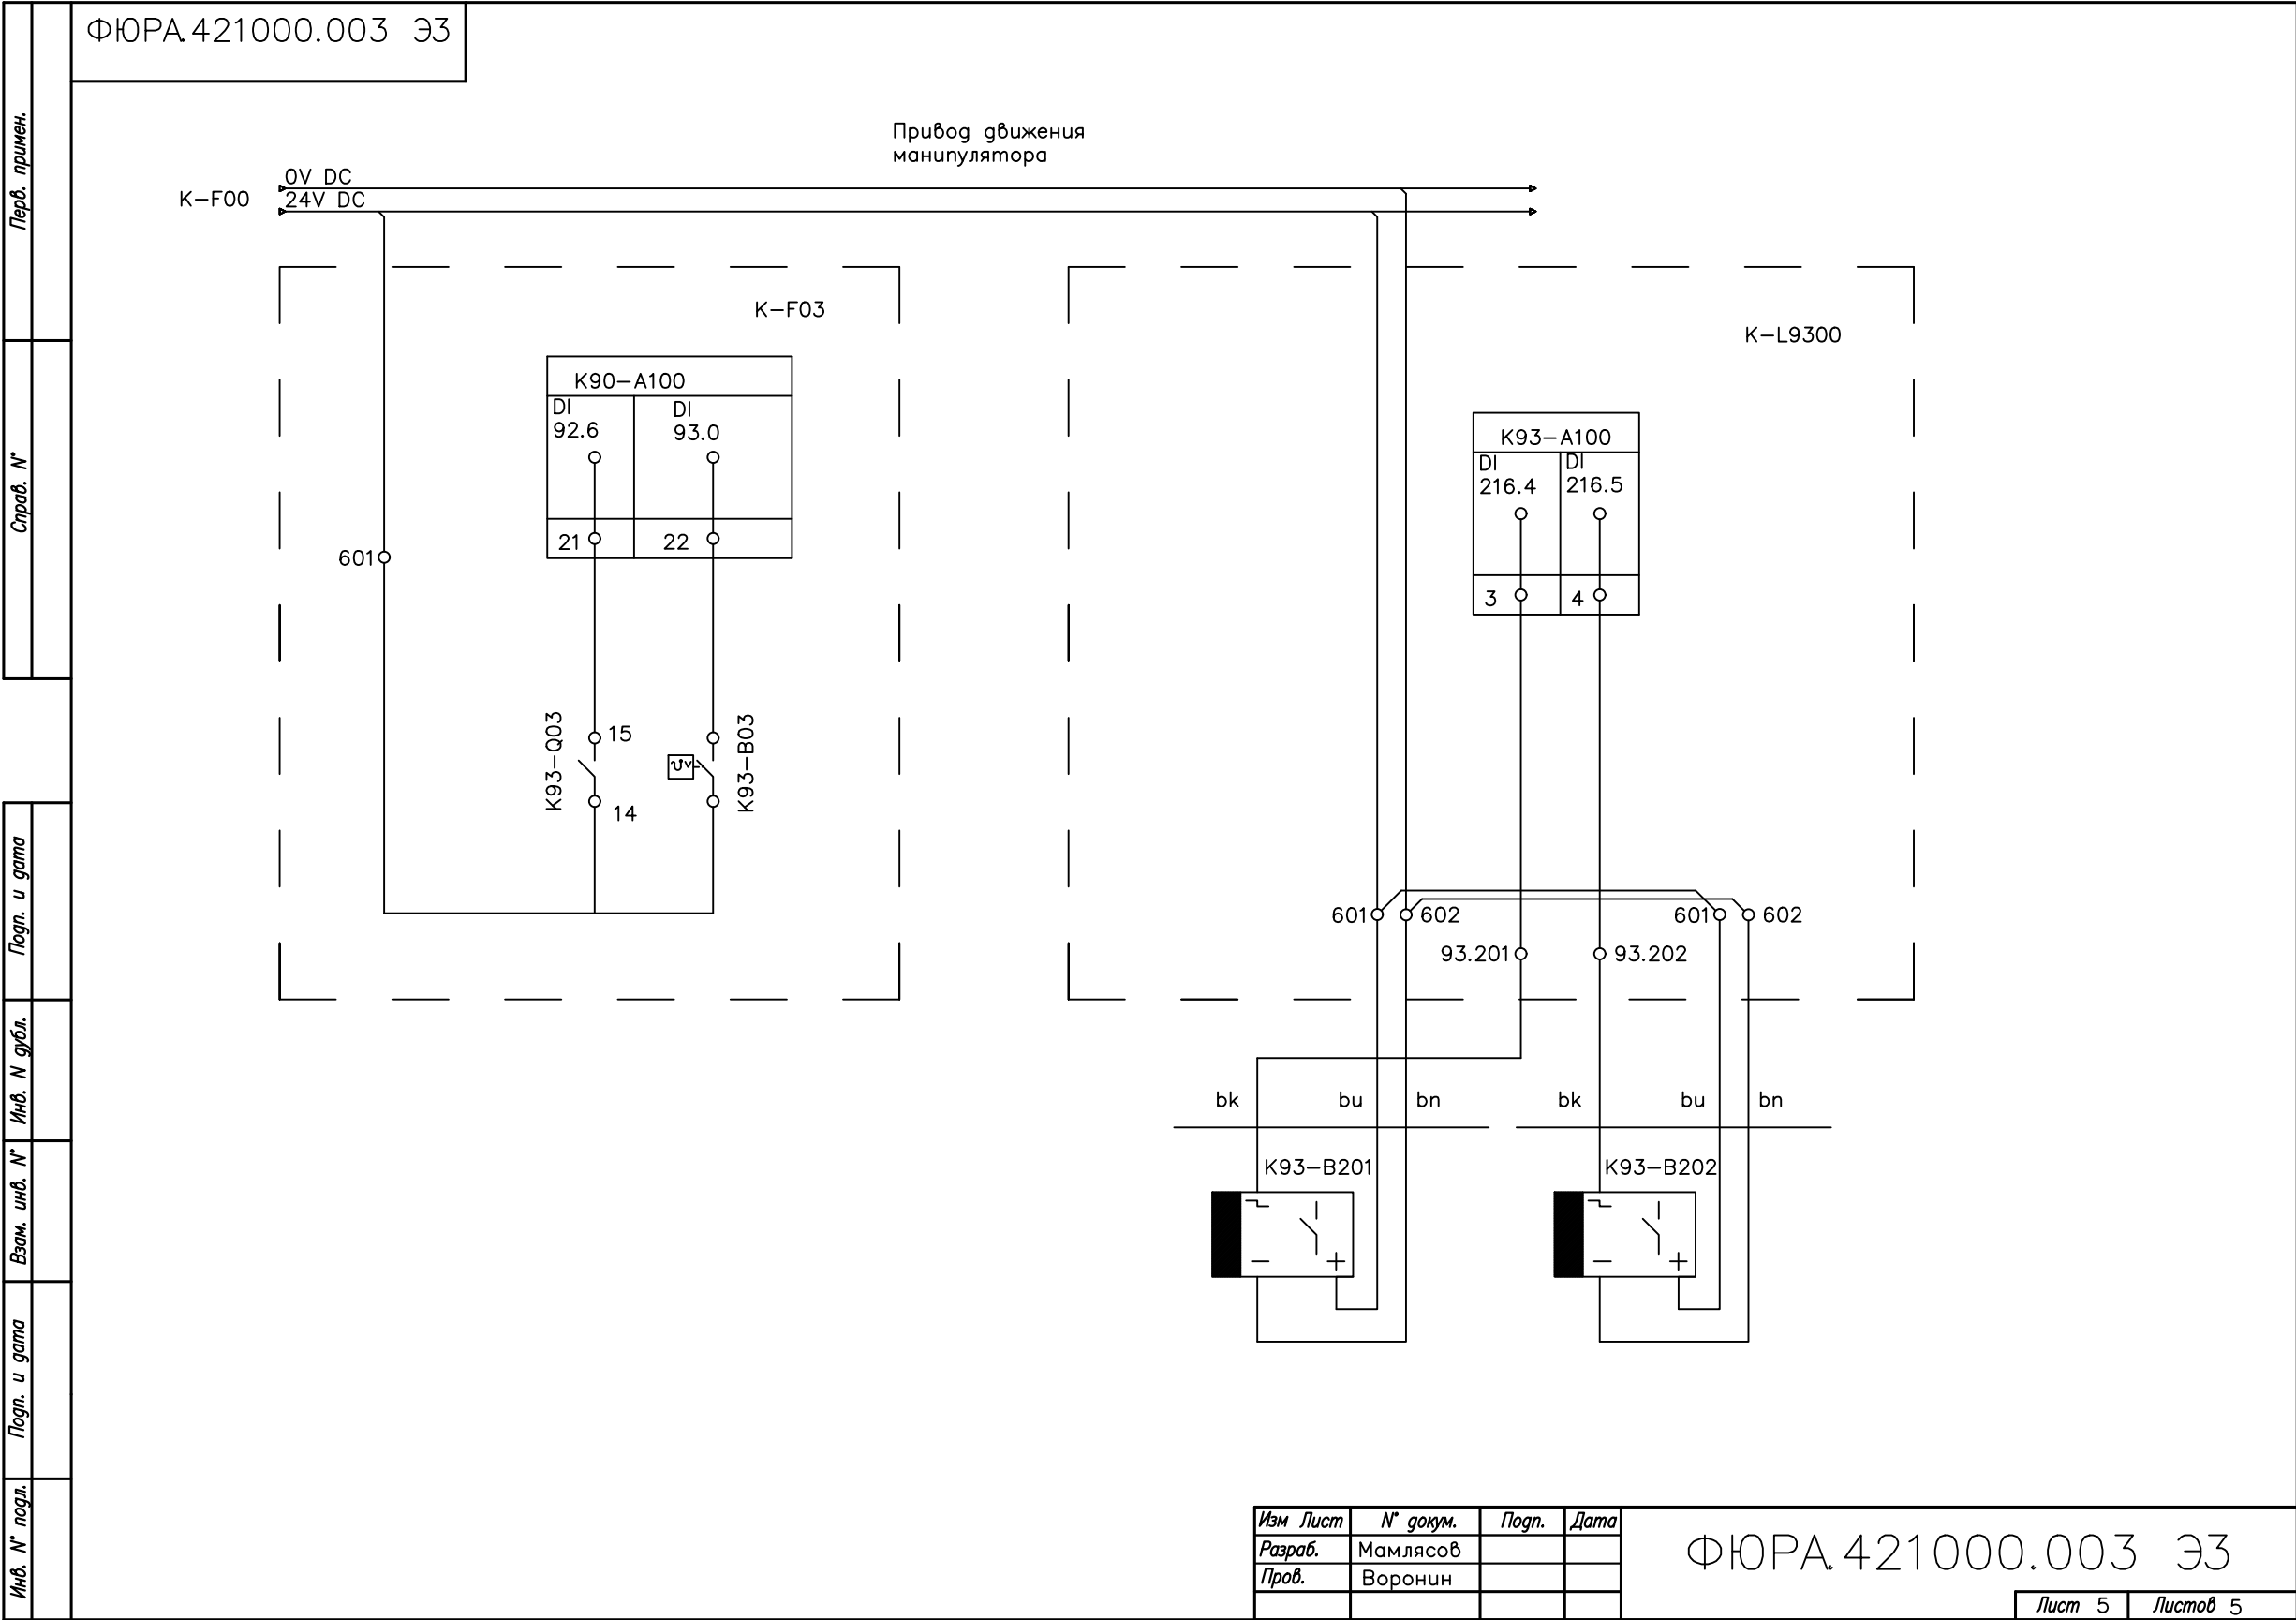 ФЮРА.421000.003 Э3
Перв. примен.
Справ. N°
Подп. и дата
Инв. N дубл.
Взам. инв. N°
Подп. и дата
Инв. N° подл.
Привод движения
манипулятора
K-F00
0V DC
24V DC
K-F03
K90-A100
DI
92.6
DI
93.0
21
22
601
K93-Q03
15
14
K93-B03
K-L9300
K93-A100
DI
216.4
DI
216.5
3
4
601
602
601
602
93.201
93.202
bk
bu
bn
bk
bu
bn
K93-B201
K93-B202
Изм Лист N° докум. Подп. Дата
Разраб. Мамлясов
Пров. Воронин
ФЮРА.421000.003 Э3
Лист 5 Листов 5